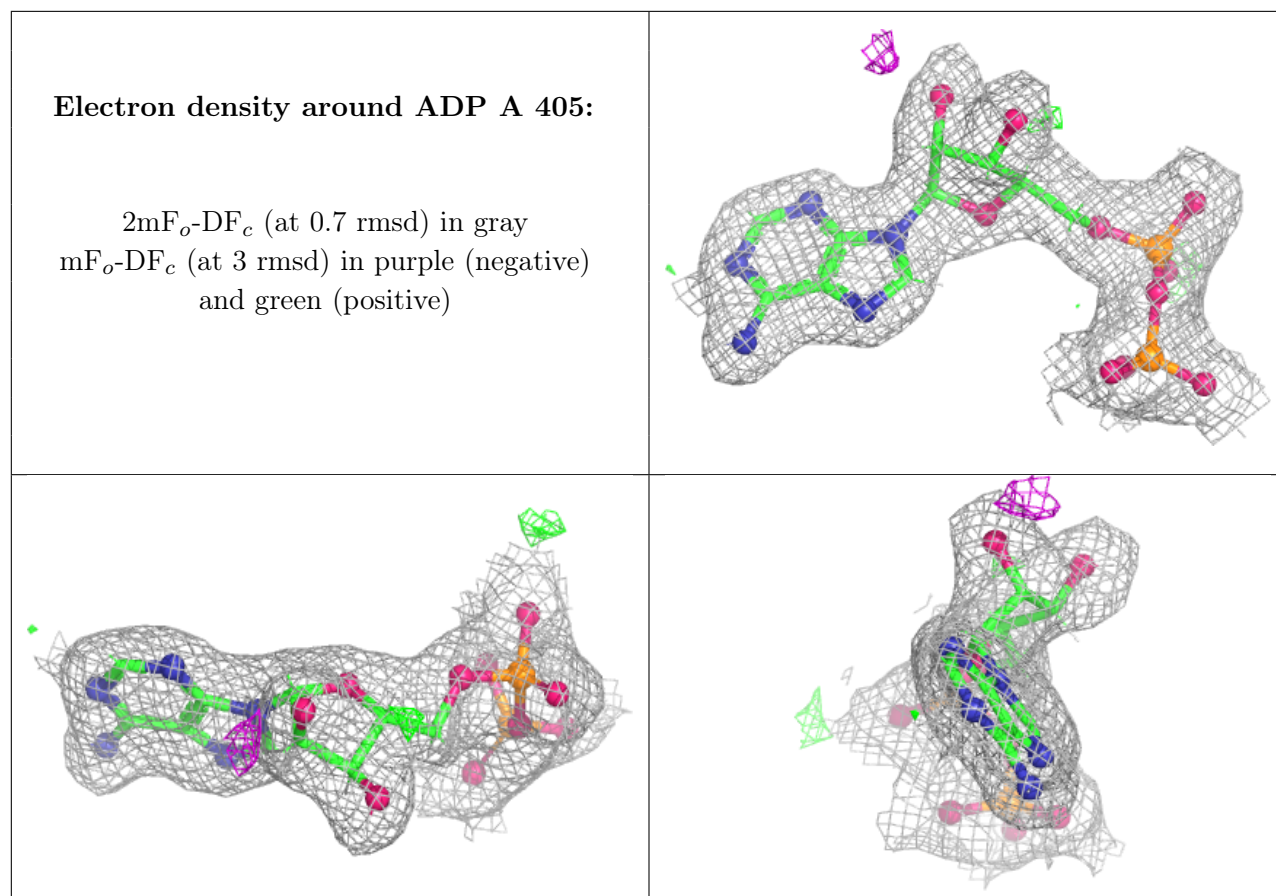 Electron density around ADP A 405:
2mFo-DFc (at 0.7 rmsd) in gray
mFo-DFc (at 3 rmsd) in purple (negative)
and green (positive)